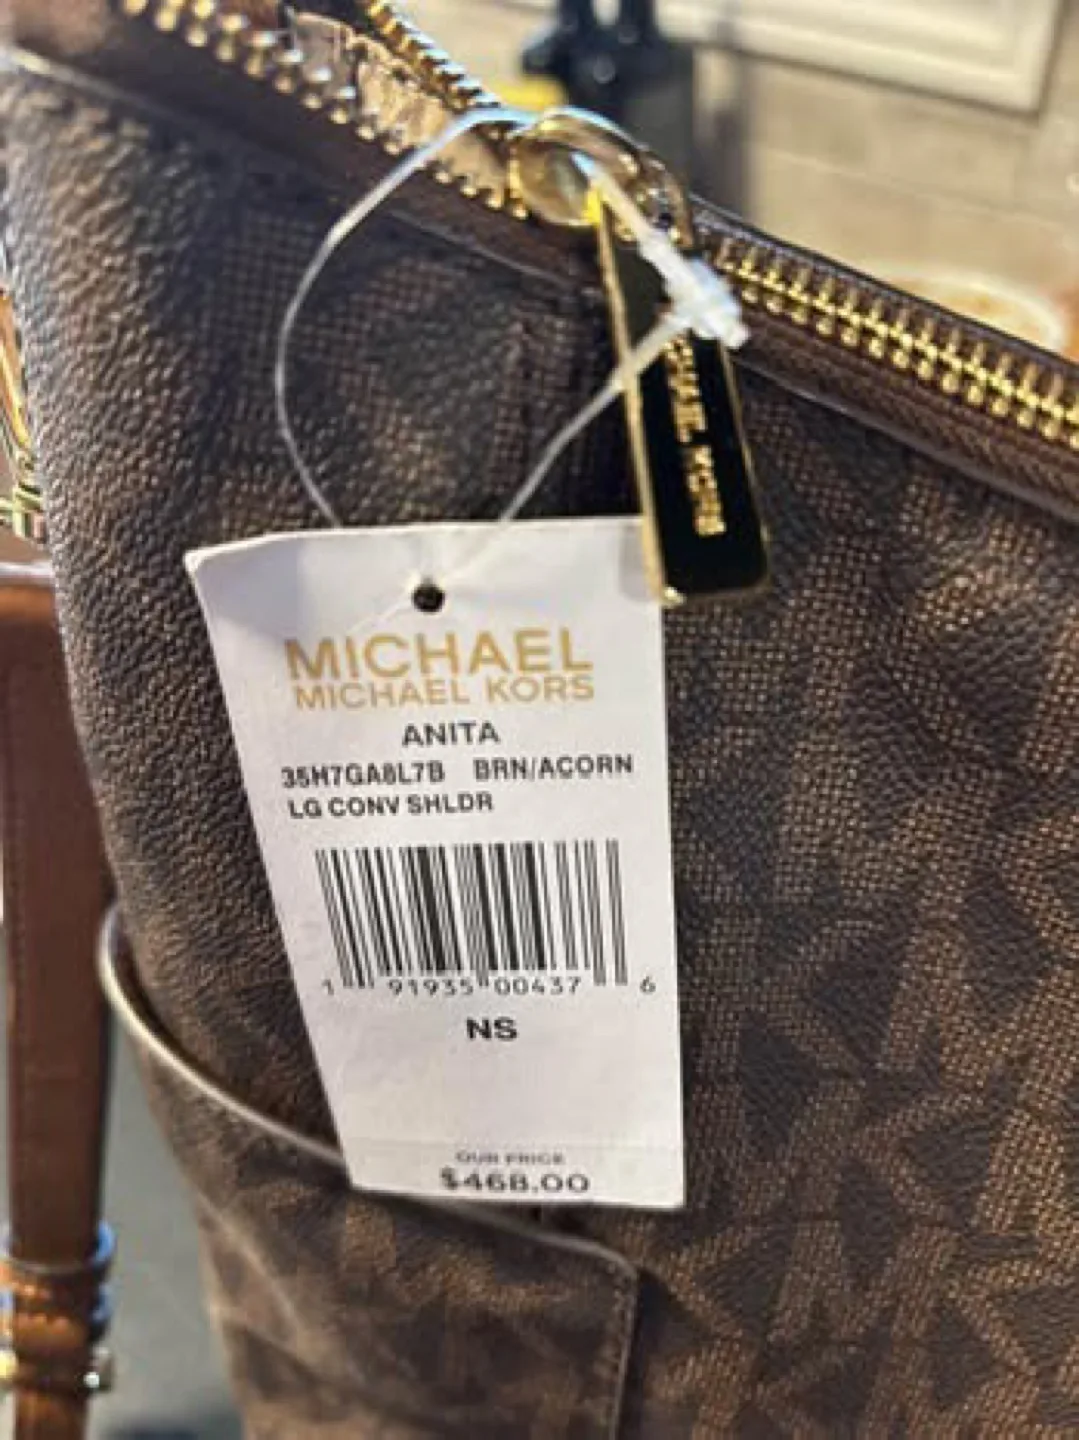 MICHAEL KORS
MICHAEL
MICHAEL KORS
ANITA
35H7GA8L7B BRN/ACORN
LG CONV SHLDR
1 91935 00437 6
NS
OUR PRICE
$468.00